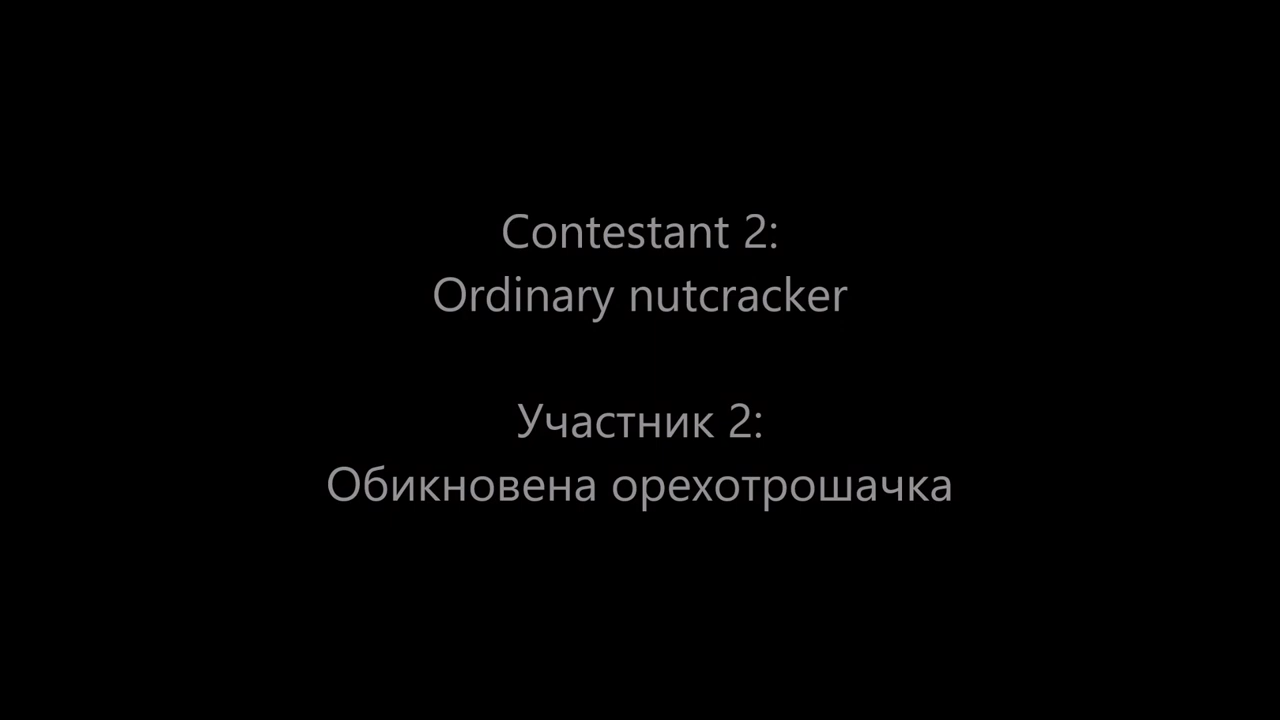 Contestant 2:
Ordinary nutcracker
Участник 2:
Обикновена орехотрошачка